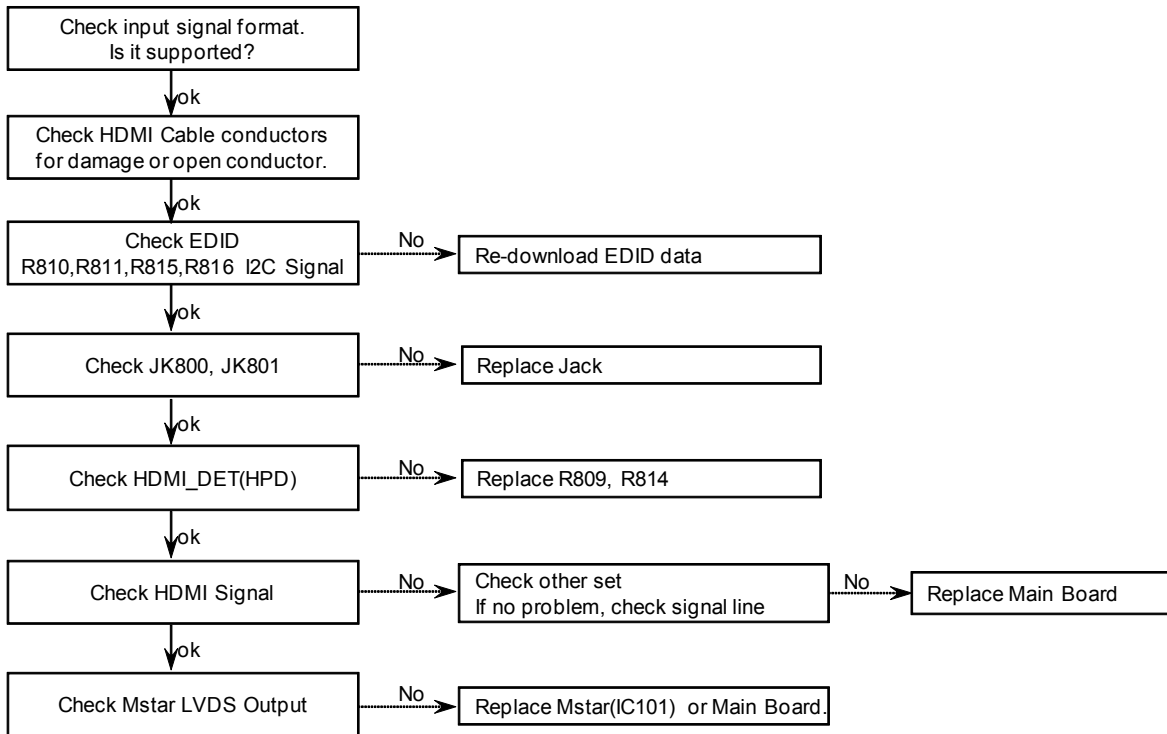 Check input signal format.
Is it supported?
ok
Check HDMI Cable conductors
for damage or open conductor.
ok
Check EDID
R810,R811,R815,R816 I2C Signal
No
Re-download EDID data
ok
Check JK800, JK801
No
Replace Jack
ok
Check HDMI_DET(HPD)
No
Replace R809, R814
ok
Check HDMI Signal
No
Check other set
If no problem, check signal line
No
Replace Main Board
ok
Check Mstar LVDS Output
No
Replace Mstar(IC101) or Main Board.